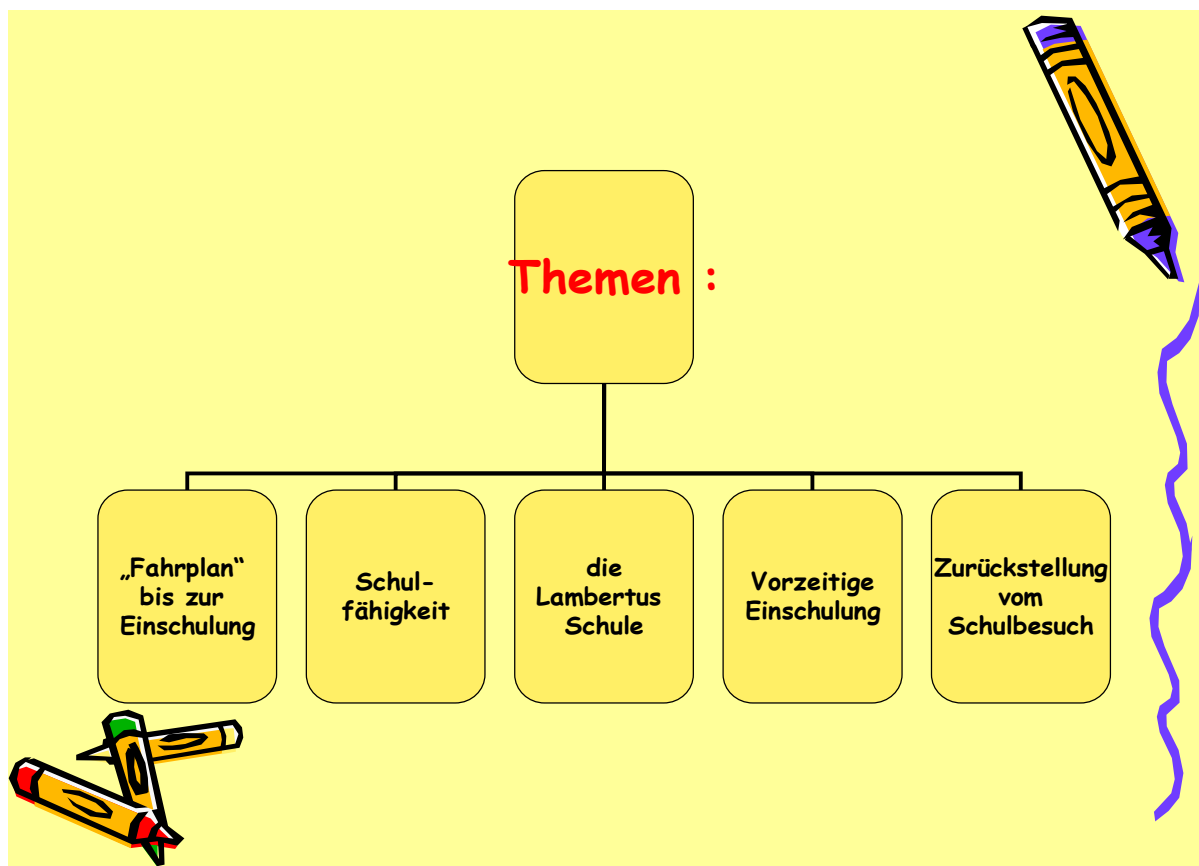 Themen :
„Fahrplan“
bis zur
Einschulung
Schul-
fähigkeit
die
Lambertus
Schule
Vorzeitige
Einschulung
Zurückstellung
vom
Schulbesuch